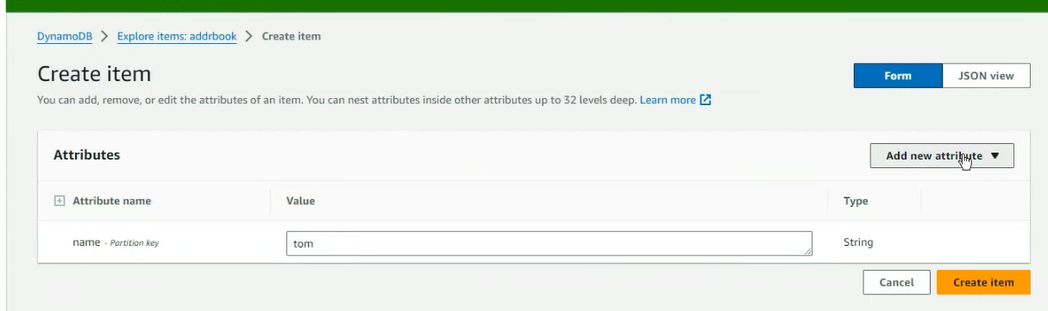 DynamoDB > Explore items: addrbook > Create item
Create item
Form JSON view
You can add, remove, or edit the attributes of an item. You can nest attributes inside other attributes up to 32 levels deep. Learn more
Attributes
Add new attribute
Attribute name Value Type
name - Partition key tom String
Cancel Create item